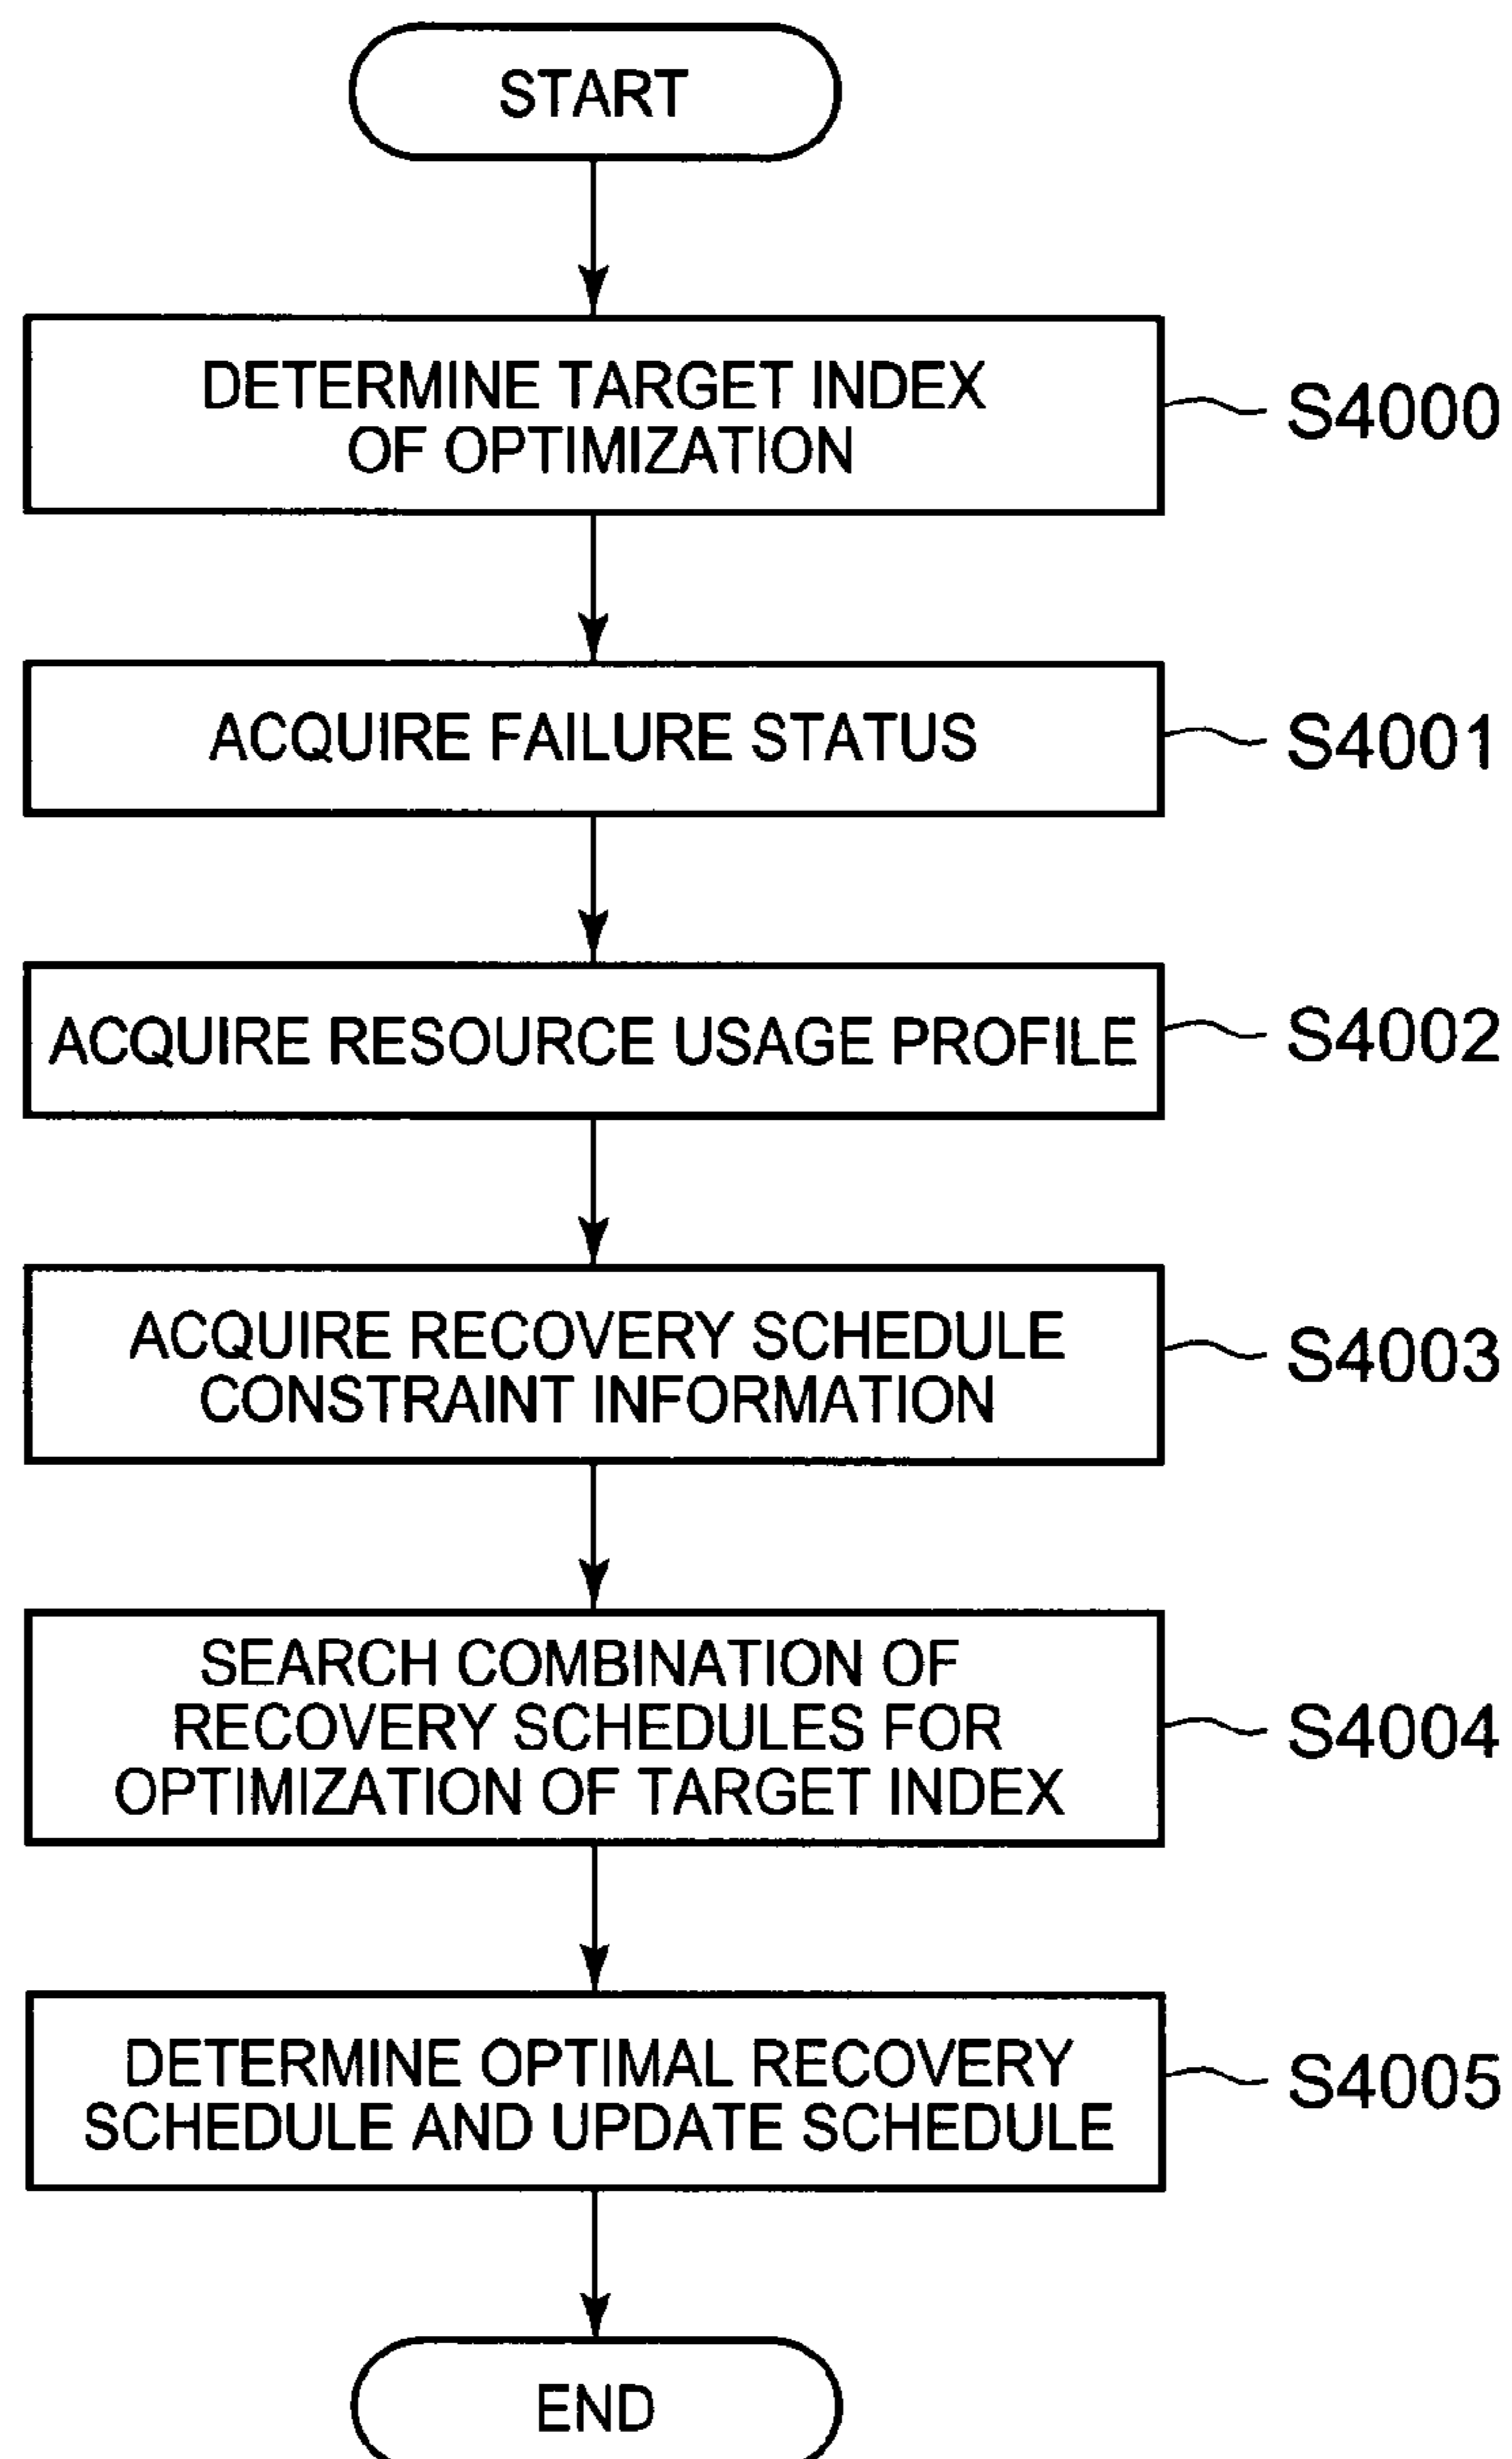 START
DETERMINE TARGET INDEX
OF OPTIMIZATION
S4000
ACQUIRE FAILURE STATUS
S4001
ACQUIRE RESOURCE USAGE PROFILE
S4002
ACQUIRE RECOVERY SCHEDULE
CONSTRAINT INFORMATION
S4003
SEARCH COMBINATION OF
RECOVERY SCHEDULES FOR
OPTIMIZATION OF TARGET INDEX
S4004
DETERMINE OPTIMAL RECOVERY
SCHEDULE AND UPDATE SCHEDULE
S4005
END